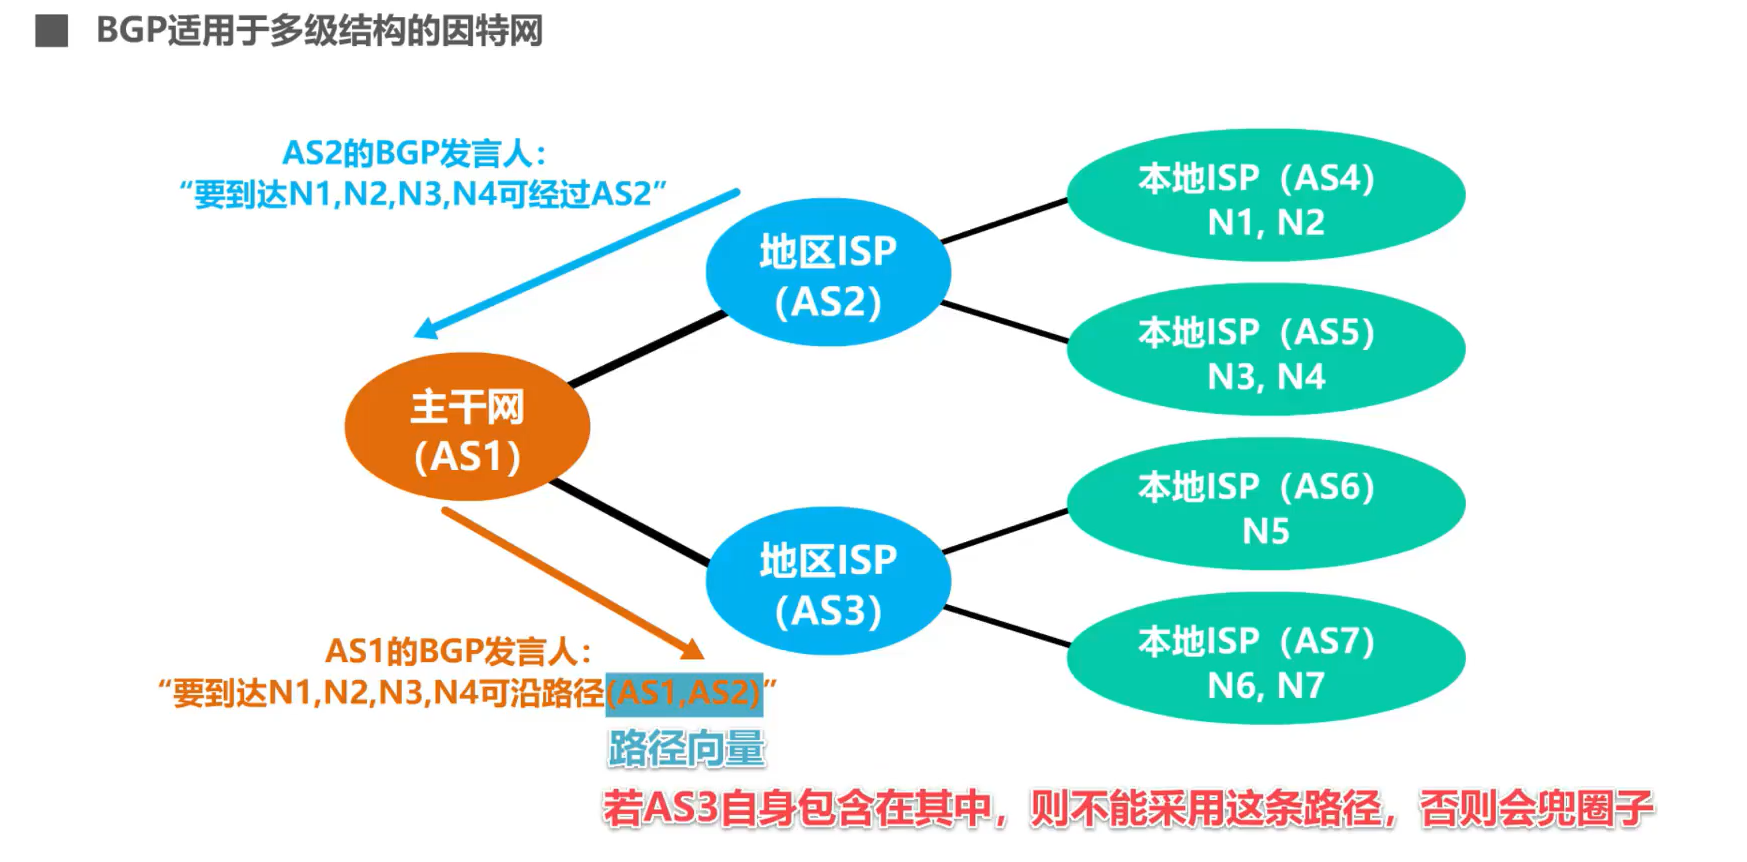 BGP适用于多级结构的因特网
AS2的BGP发言人：
“要到达N1,N2,N3,N4可经过AS2”
地区ISP
（AS2）
本地ISP（AS4）
N1, N2
本地ISP（AS5）
N3, N4
主干网
（AS1）
本地ISP（AS6）
N5
地区ISP
（AS3）
本地ISP（AS7）
N6, N7
AS1的BGP发言人：
“要到达N1,N2,N3,N4可沿路径(AS1,AS2)”
路径向量
若AS3自身包含在其中，则不能采用这条路径，否则会兜圈子